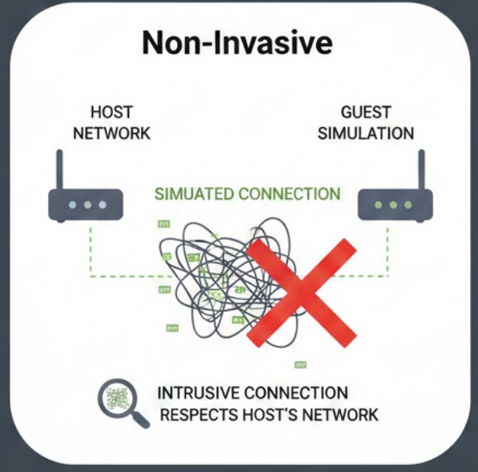 Non-Invasive
HOST
NETWORK
GUEST
SIMULATION
SIMUATED CONNECTION
INTRUSIVE CONNECTION
RESPECTS HOST'S NETWORK